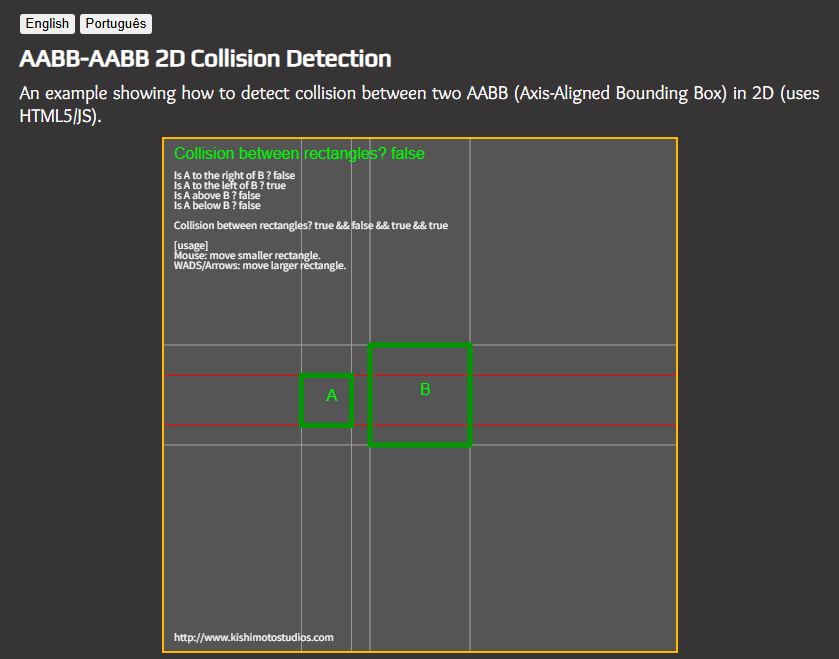 English Português
AABB-AABB 2D Collision Detection
An example showing how to detect collision between two AABB (Axis-Aligned Bounding Box) in 2D (uses
HTML5/JS).
Collision between rectangles? false
Is A to the right of B ? false
Is A to the left of B ? true
Is A above B ? false
Is A below B ? false
Collision between rectangles? true && false && true && true
[usage]
Mouse: move smaller rectangle.
WADS/Arrows: move larger rectangle.
A B
http://www.kishimotostudios.com